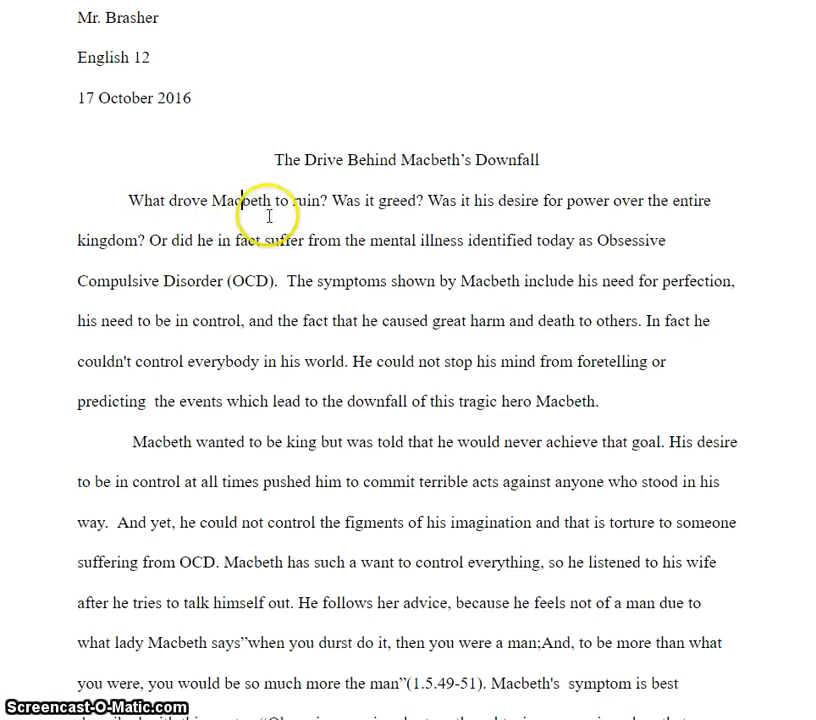 Mr. Brasher
English 12
17 October 2016
The Drive Behind Macbeth’s Downfall
What drove Macbeth to ruin? Was it greed? Was it his desire for power over the entire
kingdom? Or did he in fact suffer from the mental illness identified today as Obsessive
Compulsive Disorder (OCD).  The symptoms shown by Macbeth include his need for perfection,
his need to be in control, and the fact that he caused great harm and death to others. In fact he
couldn't control everybody in his world. He could not stop his mind from foretelling or
predicting  the events which lead to the downfall of this tragic hero Macbeth.
Macbeth wanted to be king but was told that he would never achieve that goal. His desire
to be in control at all times pushed him to commit terrible acts against anyone who stood in his
way.  And yet, he could not control the figments of his imagination and that is torture to someone
suffering from OCD. Macbeth has such a want to control everything, so he listened to his wife
after he tries to talk himself out. He follows her advice, because he feels not of a man due to
what lady Macbeth says”when you durst do it, then you were a man;And, to be more than what
you were, you would be so much more the man”(1.5.49-51). Macbeth's  symptom is best
Screencast-O-Matic.com